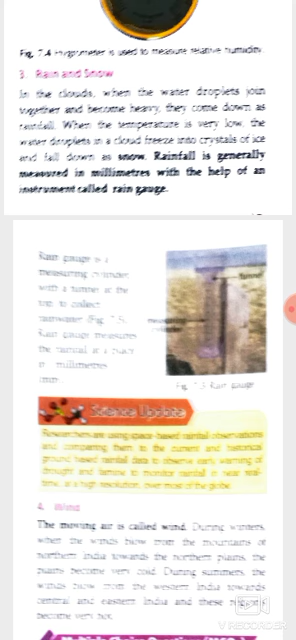 Fig. 7.4 Hygrometer is used to measure relative humidity
3. Rain and Snow
In the clouds, when the water droplets join
together and become heavy, they come down as
rainfall. When the temperature is very low, the
water droplets in a cloud freeze into crystals of ice
and fall down as snow. Rainfall is generally
measured in millimetres with the help of an
instrument called rain gauge.
Rain gauge is a
measuring cylinder
with a funnel at the
top to collect
rainwater (Fig. 7.5).
Rain gauge measures
the rainfall at a place
in millimetres
(mm).
funnel
Fig. 7.5 Rain gauge
Science Update
Researchers are using space-based rainfall observations
and comparing them to the current and historical
ground based rainfall data to observe rain, warning of
drought and famine to monitor rainfall in near real-
time, at a high resolution, over most of the globe.
4. Wind
The moving air is called wind. During winters,
when the winds blow from the mountains of
northern India towards the northern plains, the
plains become very cold. During summers, the
winds blow from the western India towards
central and eastern India and these regions
become very hot.
V RECORDER